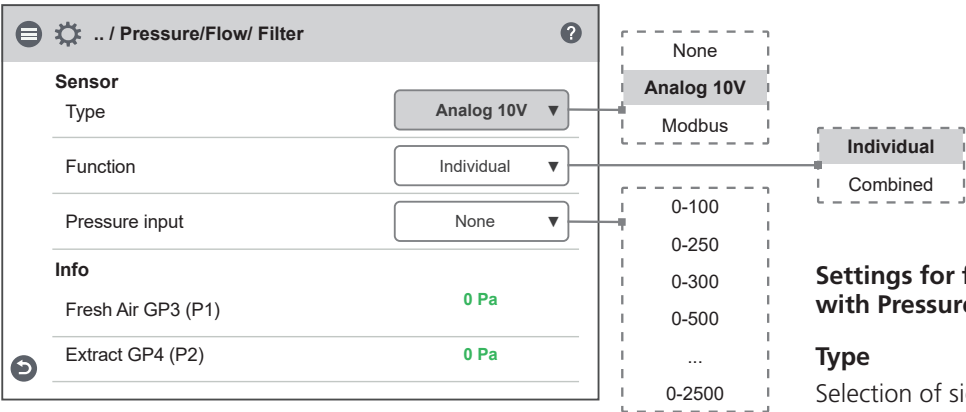 .. / Pressure/Flow/ Filter ?
Sensor
Type Analog 10V ▼
Function Individual ▼
Pressure input None ▼
Info
Fresh Air GP3 (P1) 0 Pa
Extract GP4 (P2) 0 Pa
None
Analog 10V
Modbus
Individual
Combined
0-100
0-250
0-300
0-500
...
0-2500
Settings for
with Pressure
Type
Selection of